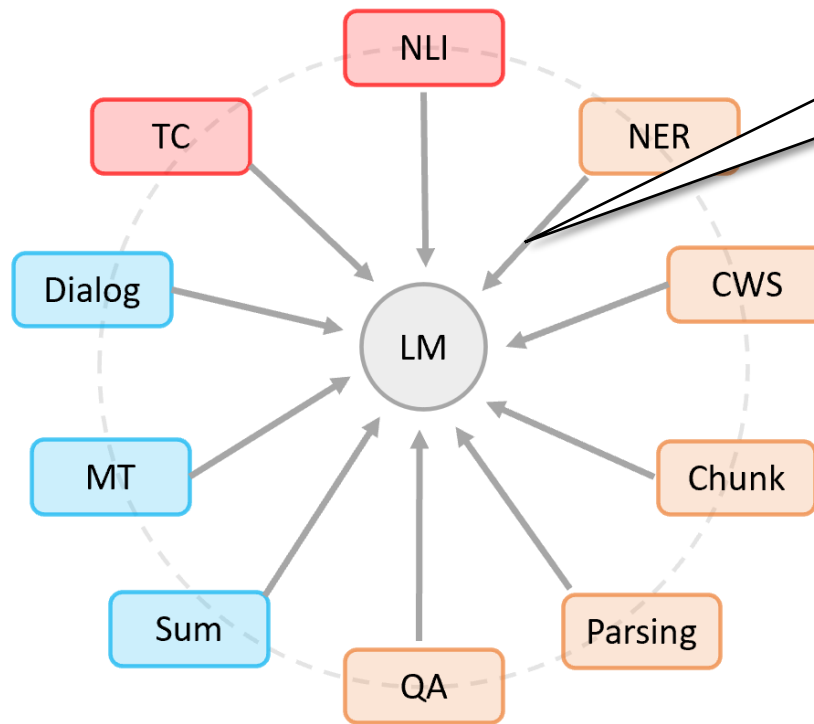 NLI
TC
NER
Dialog
CWS
LM
MT
Chunk
Sum
Parsing
QA